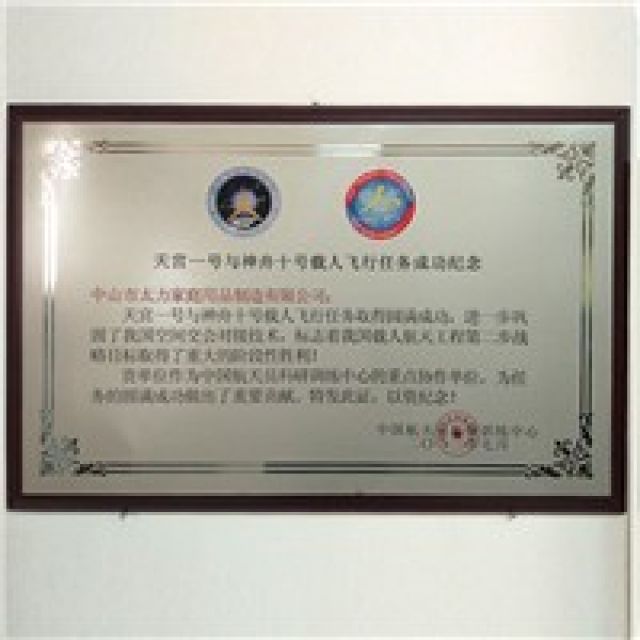 天宫一号与神舟十号载人飞行任务成功纪念
中山市太力家庭用品制造有限公司：
天宫一号与神舟十号载人飞行任务取得圆满成功，进一步巩
固了我国空间交会对接技术，标志着我国载人航天工程第二步战
略目标取得了重大的阶段性胜利！
贵单位作为中国航天员科研训练中心的重点协作单位，为任
务的圆满成功做出了重要贡献。特发此证，以资纪念！
中国航天 训练中心
七月